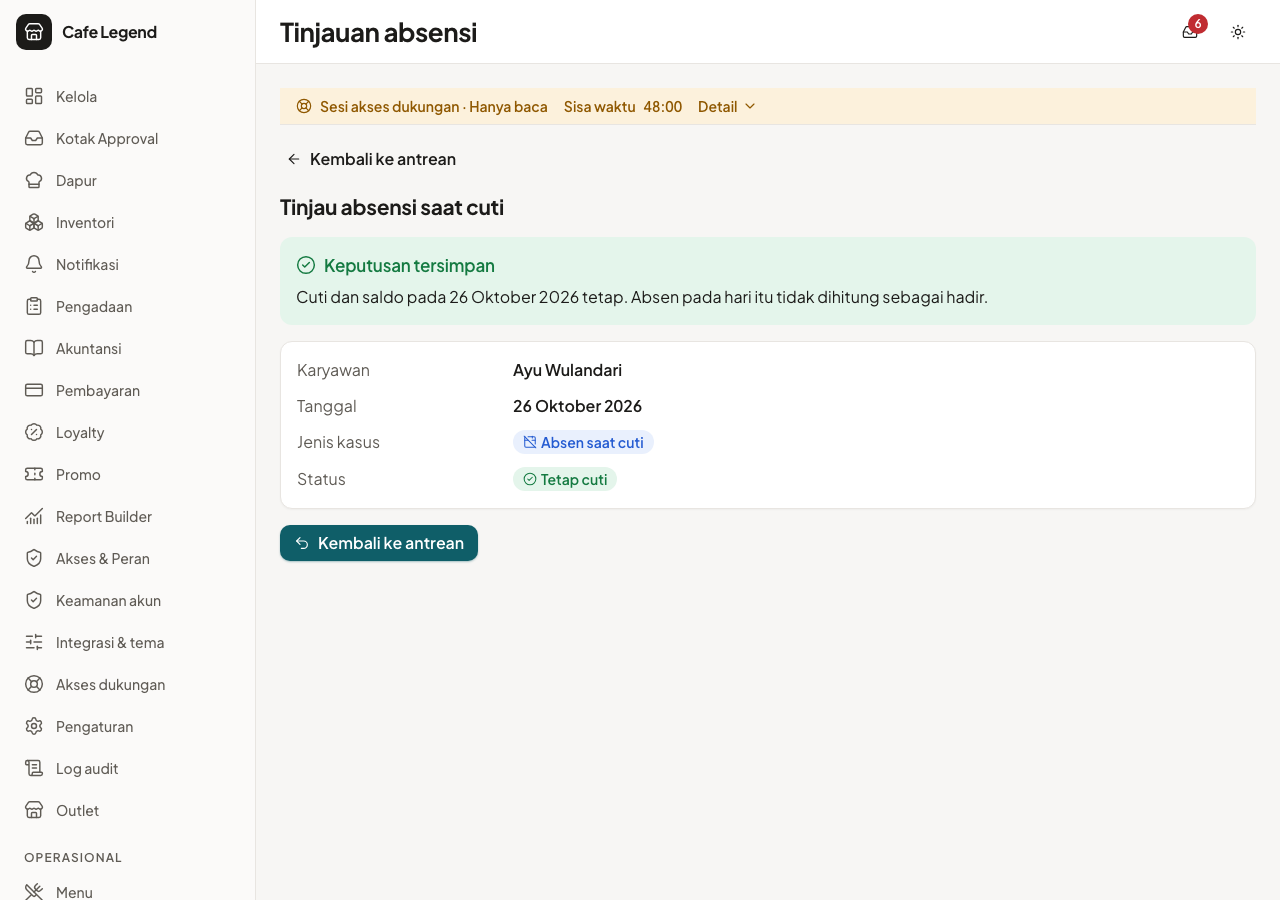 Cafe Legend
Kelola
Kotak Approval
Dapur
Inventori
Notifikasi
Pengadaan
Akuntansi
Pembayaran
Loyalty
Promo
Report Builder
Akses & Peran
Keamanan akun
Integrasi & tema
Akses dukungan
Pengaturan
Log audit
Outlet
OPERASIONAL
Menu
Tinjauan absensi
6
Sesi akses dukungan · Hanya baca Sisa waktu 48:00 Detail
Kembali ke antrean
Tinjau absensi saat cuti
Keputusan tersimpan
Cuti dan saldo pada 26 Oktober 2026 tetap. Absen pada hari itu tidak dihitung sebagai hadir.
Karyawan Ayu Wulandari
Tanggal 26 Oktober 2026
Jenis kasus Absen saat cuti
Status Tetap cuti
Kembali ke antrean